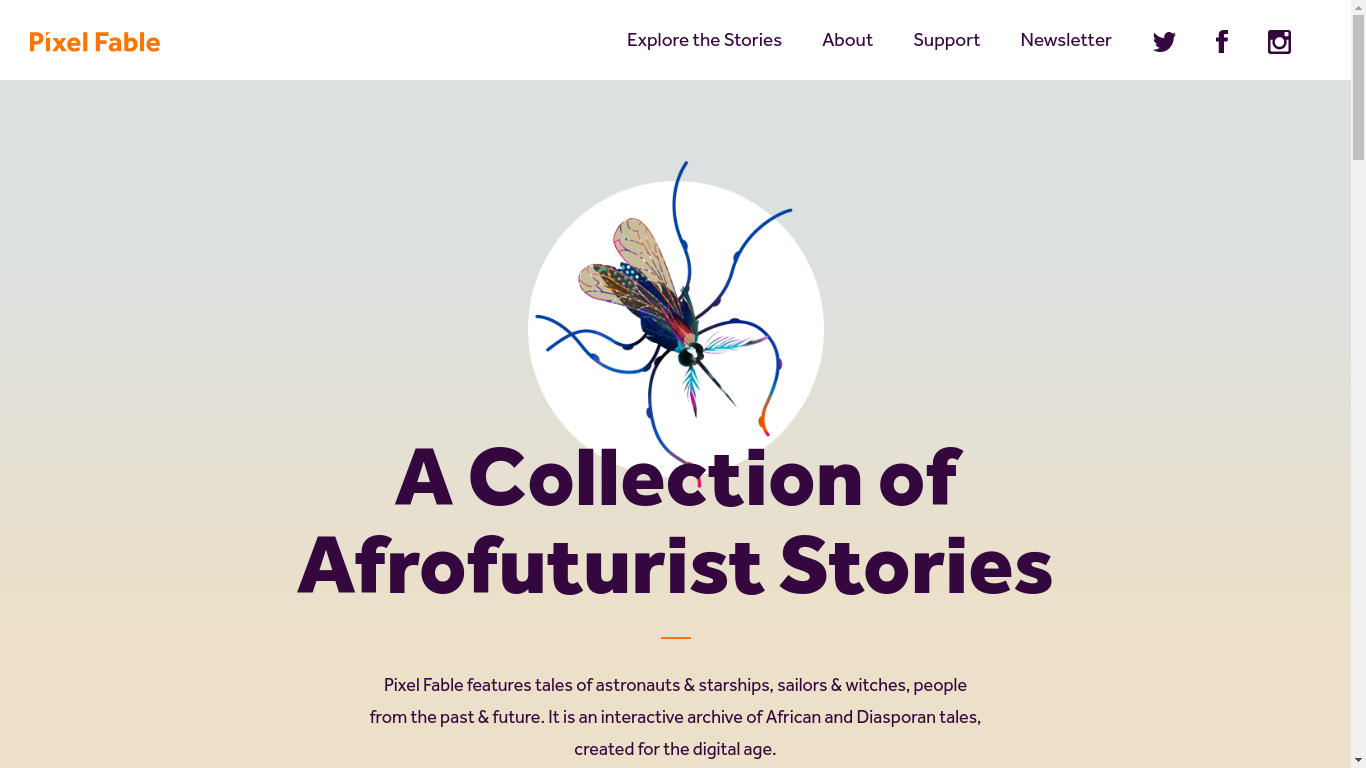 Pixel Fable
Explore the Stories
About
Support
Newsletter
A Collection of
Afrofuturist Stories
Pixel Fable features tales of astronauts & starships, sailors & witches, people
from the past & future. It is an interactive archive of African and Diasporan tales,
created for the digital age.